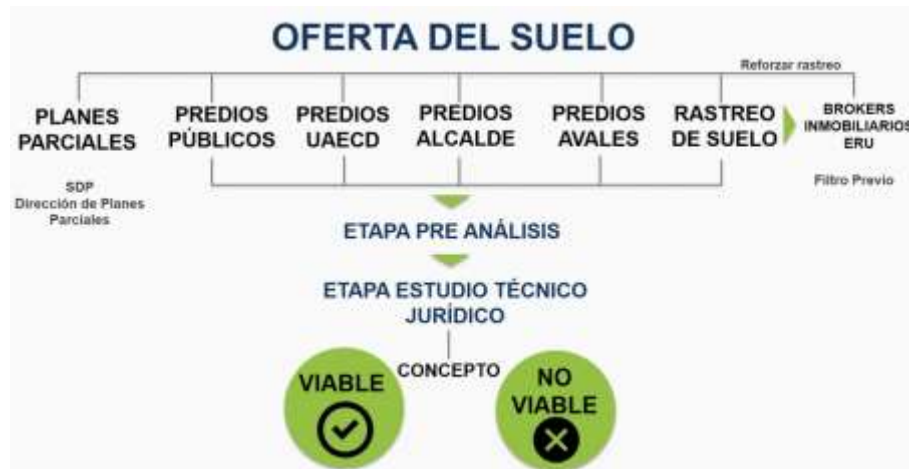 OFERTA DEL SUELO
Reforzar rastreo
PLANES
PARCIALES
PREDIOS
PÚBLICOS
PREDIOS
UAECD
PREDIOS
ALCALDE
PREDIOS
AVALES
RASTREO
DE SUELO
BROKERS
INMOBILIARIOS
ERU
SDP
Dirección de Planes
Parciales
Filtro Previo
ETAPA PRE ANÁLISIS
ETAPA ESTUDIO TÉCNICO
JURÍDICO
CONCEPTO
VIABLE
NO
VIABLE